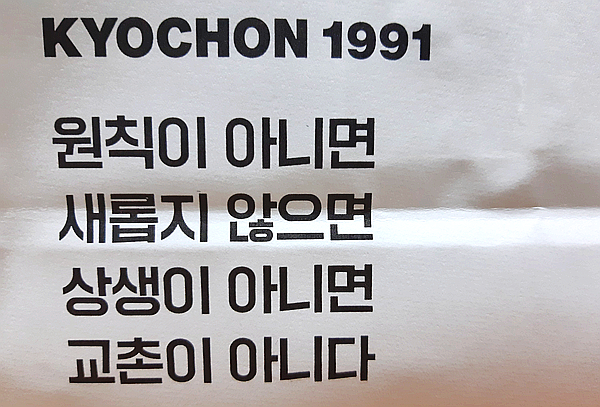 KYOCHON 1991
원칙이 아니면
새롭지 않으면
상생이 아니면
교촌이 아니다